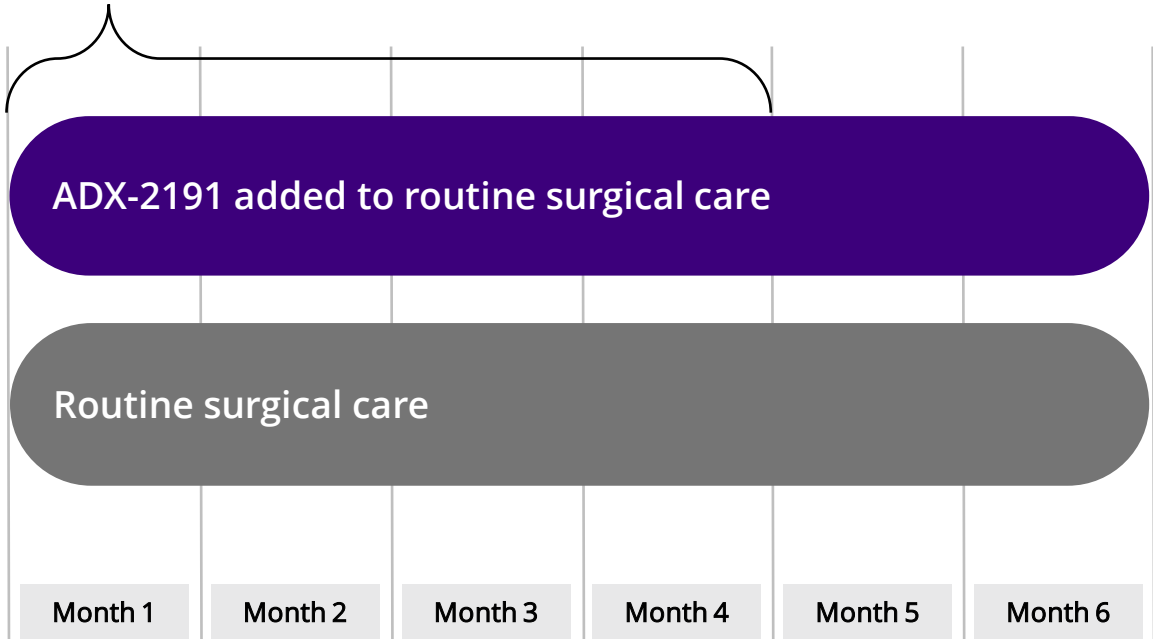 ADX-2191 added to routine surgical care
Routine surgical care
Month 1 Month 2 Month 3 Month 4 Month 5 Month 6